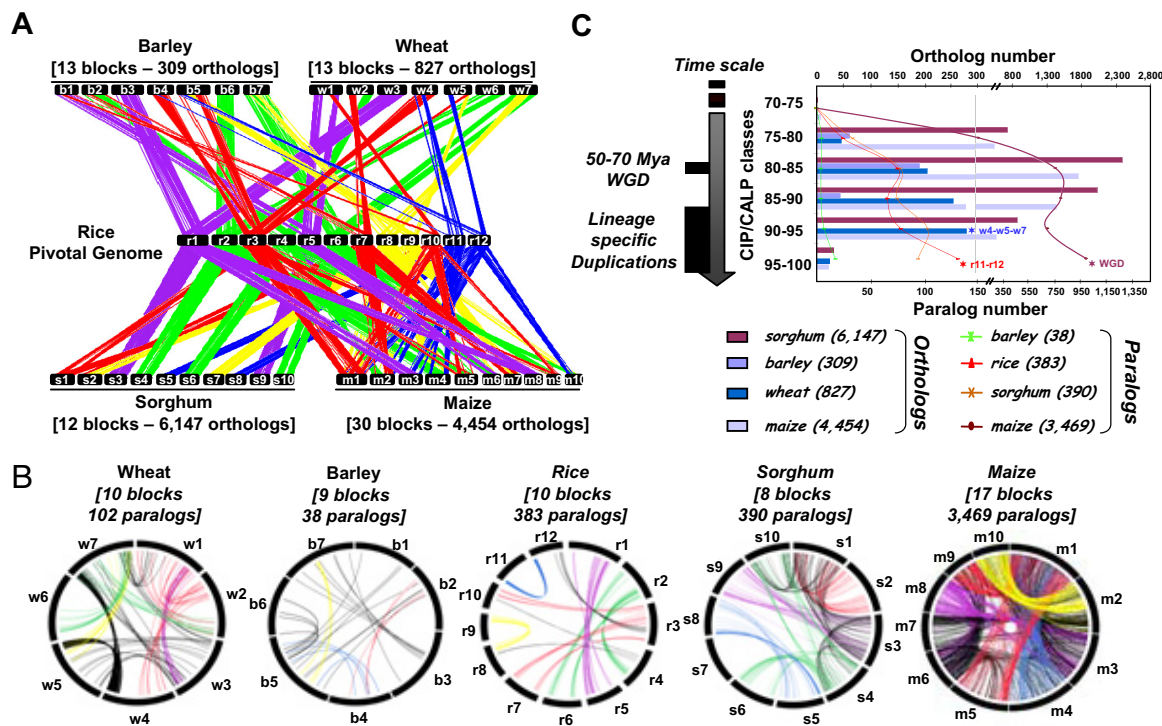 A
Barley
[13 blocks – 309 orthologs]
Wheat
[13 blocks – 827 orthologs]
b1 b2 b3 b4 b5 b6 b7
w1 w2 w3 w4 w5 w6 w7
Rice
Pivotal Genome
r1 r2 r3 r4 r5 r6 r7 r8 r9 r10 r11 r12
s1 s2 s3 s4 s5 s6 s7 s8 s9 s10
m1 m2 m3 m4 m5 m6 m7 m8 m9 m10
Sorghum
[12 blocks – 6,147 orthologs]
Maize
[30 blocks – 4,454 orthologs]
C
Time scale
50-70 Mya
WGD
Lineage
specific
Duplications
Ortholog number
0 50 100 150 200 250 300 800 1,300 1,800 2,300 2,800
CIP/CALP classes
70-75
75-80
80-85
85-90
90-95
95-100
w4-w5-w7
r11-r12
WGD
50 100 150 350 550 750 950 1,150 1,350
Paralog number
sorghum (6,147)
barley (309)
wheat (827)
maize (4,454)
Orthologs
barley (38)
rice (383)
sorghum (390)
maize (3,469)
Paralogs
B
Wheat
[10 blocks
102 paralogs]
w1
w2
w3
w4
w5
w6
w7
Barley
[9 blocks
38 paralogs]
b1
b2
b3
b4
b5
b6
b7
Rice
[10 blocks
383 paralogs]
r1
r2
r3
r4
r5
r6
r7
r8
r9
r10
r11
r12
Sorghum
[8 blocks
390 paralogs]
s1
s2
s3
s4
s5
s6
s7
s8
s9
s10
Maize
[17 blocks
3,469 paralogs]
m1
m2
m3
m4
m5
m6
m7
m8
m9
m10